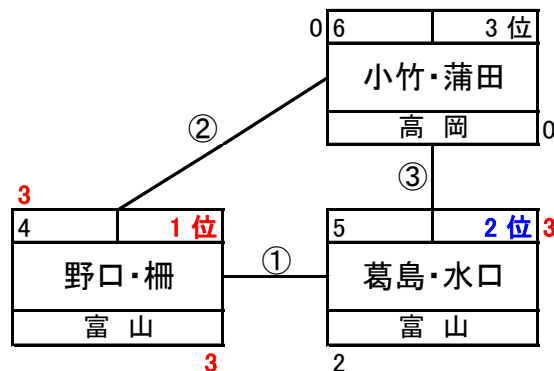 0 6 3 位
小竹・蒲田
高 岡 0
②
③
3
4 1 位
野口・柵
富 山
3
①
5 2 位 3
葛島・水口
富 山
2